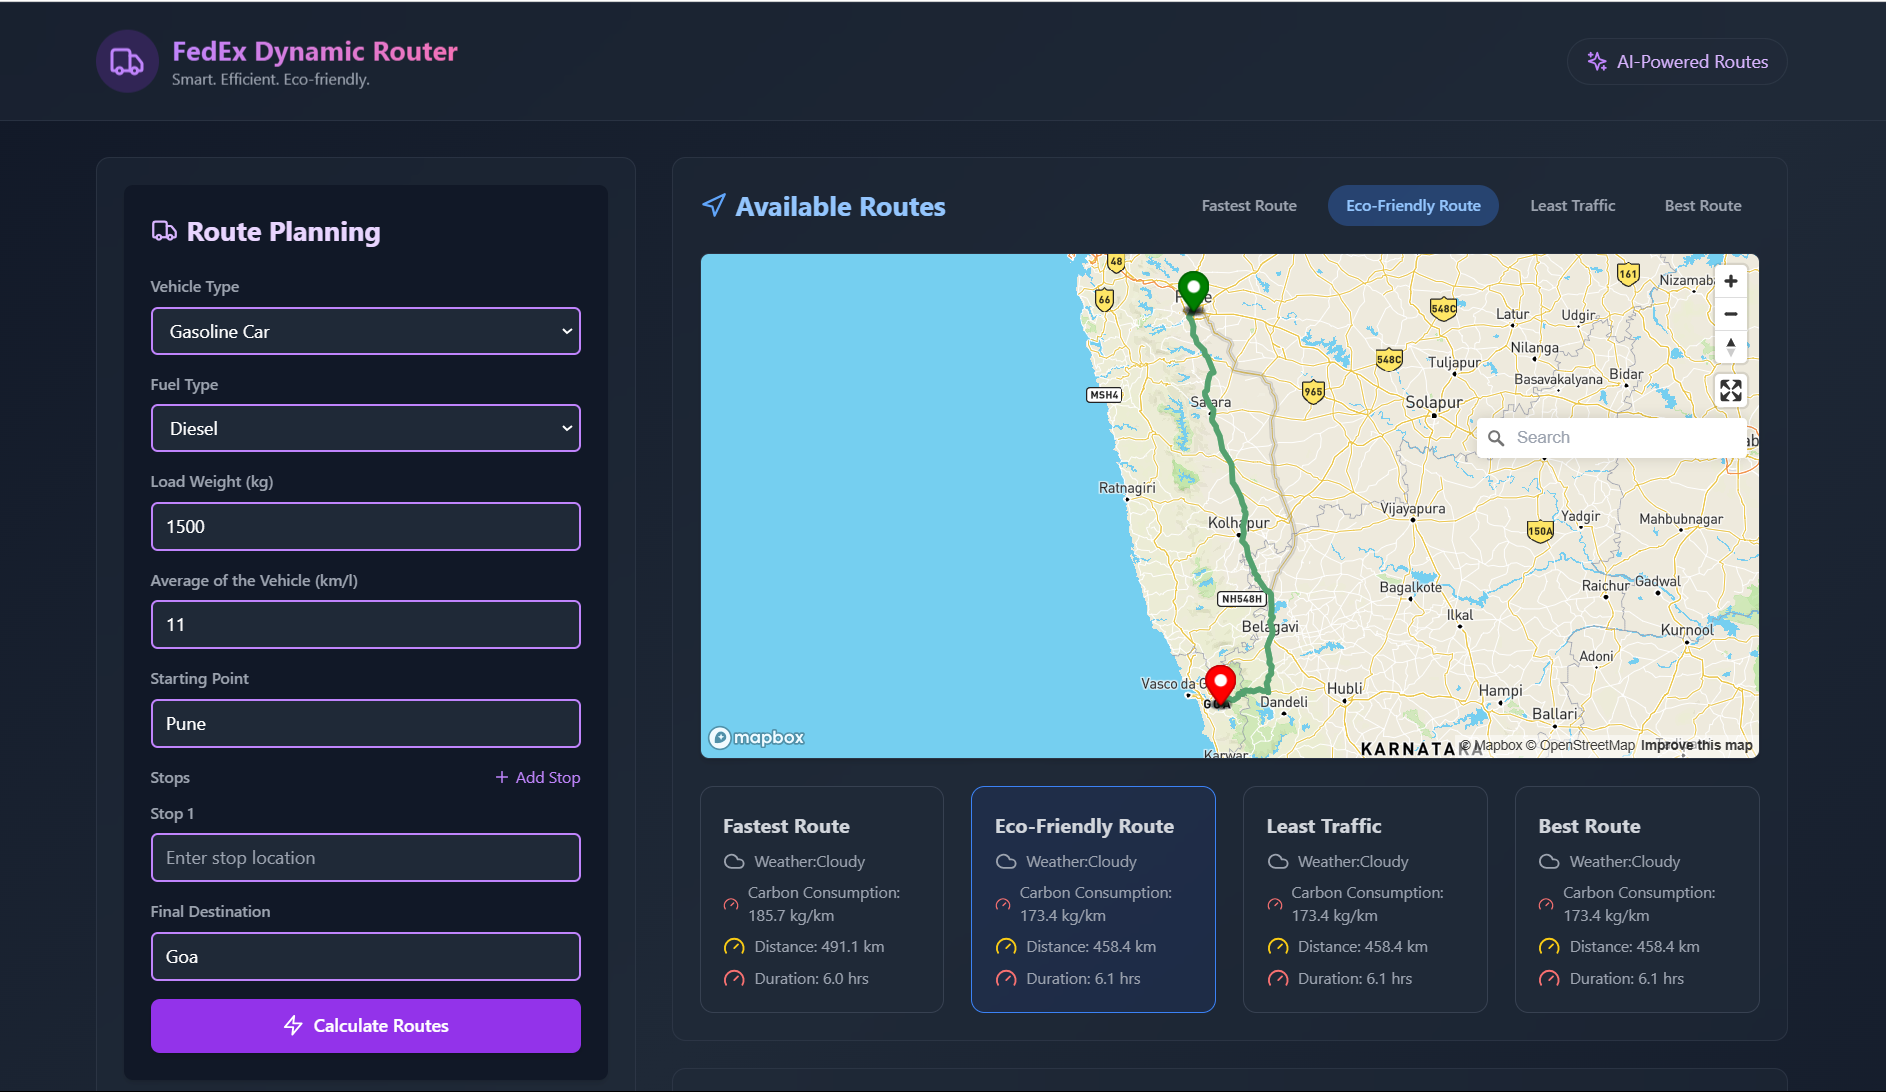 FedEx Dynamic Router
Smart. Efficient. Eco-friendly.
AI-Powered Routes
Route Planning
Vehicle Type
Gasoline Car
Fuel Type
Diesel
Load Weight (kg)
1500
Average of the Vehicle (km/l)
11
Starting Point
Pune
Stops
+ Add Stop
Stop 1
Enter stop location
Final Destination
Goa
Calculate Routes
Available Routes
Fastest Route
Eco-Friendly Route
Least Traffic
Best Route
48
66
161
Nizamab
548C
Latur
Udgir
Nilanga
548C
Tuljapur
Basavakalyana
Bidar
965
MSH4
Satara
Solapur
Search
Ratnagiri
Kolhapur
Vijayapura
150A
Yadgir
Mahbubnagar
NH548H
Bagalkote
Raichur
Gadwal
Ilkal
Belagavi
Kurnool
Adoni
Vasco da G
GOA
Dandeli
Hubli
Hampi
Ballari
Karwar
KARNATAKA
mapbox
© Mapbox © OpenStreetMap Improve this map
Fastest Route
Weather:Cloudy
Carbon Consumption:
185.7 kg/km
Distance: 491.1 km
Duration: 6.0 hrs
Eco-Friendly Route
Weather:Cloudy
Carbon Consumption:
173.4 kg/km
Distance: 458.4 km
Duration: 6.1 hrs
Least Traffic
Weather:Cloudy
Carbon Consumption:
173.4 kg/km
Distance: 458.4 km
Duration: 6.1 hrs
Best Route
Weather:Cloudy
Carbon Consumption:
173.4 kg/km
Distance: 458.4 km
Duration: 6.1 hrs